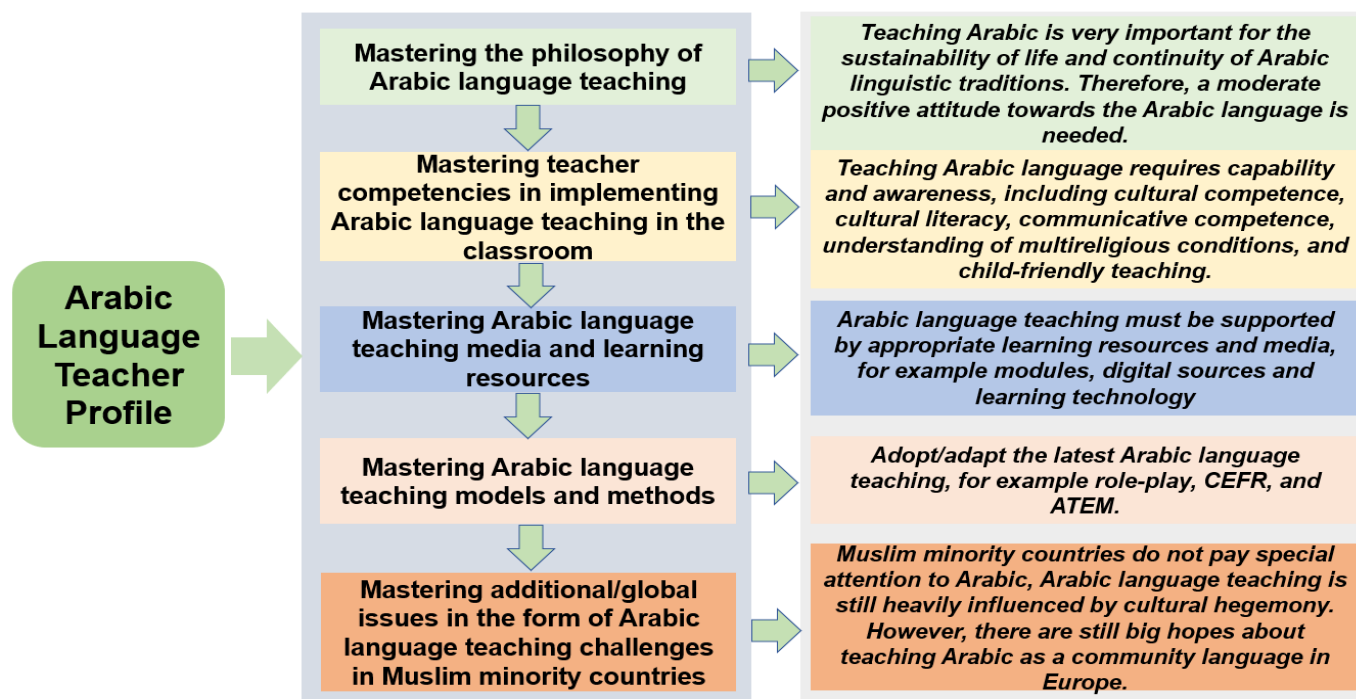 Arabic
Language
Teacher
Profile
Mastering the philosophy of
Arabic language teaching
Teaching Arabic is very important for the
sustainability of life and continuity of Arabic
linguistic traditions. Therefore, a moderate
positive attitude towards the Arabic language is
needed.
Mastering teacher
competencies in implementing
Arabic language teaching in the
classroom
Teaching Arabic language requires capability
and awareness, including cultural competence,
cultural literacy, communicative competence,
understanding of multireligious conditions, and
child-friendly teaching.
Mastering Arabic language
teaching media and learning
resources
Arabic language teaching must be supported
by appropriate learning resources and media,
for example modules, digital sources and
learning technology
Mastering Arabic language
teaching models and methods
Adopt/adapt the latest Arabic language
teaching, for example role-play, CEFR, and
ATEM.
Mastering additional/global
issues in the form of Arabic
language teaching challenges
in Muslim minority countries
Muslim minority countries do not pay special
attention to Arabic, Arabic language teaching is
still heavily influenced by cultural hegemony.
However, there are still big hopes about
teaching Arabic as a community language in
Europe.